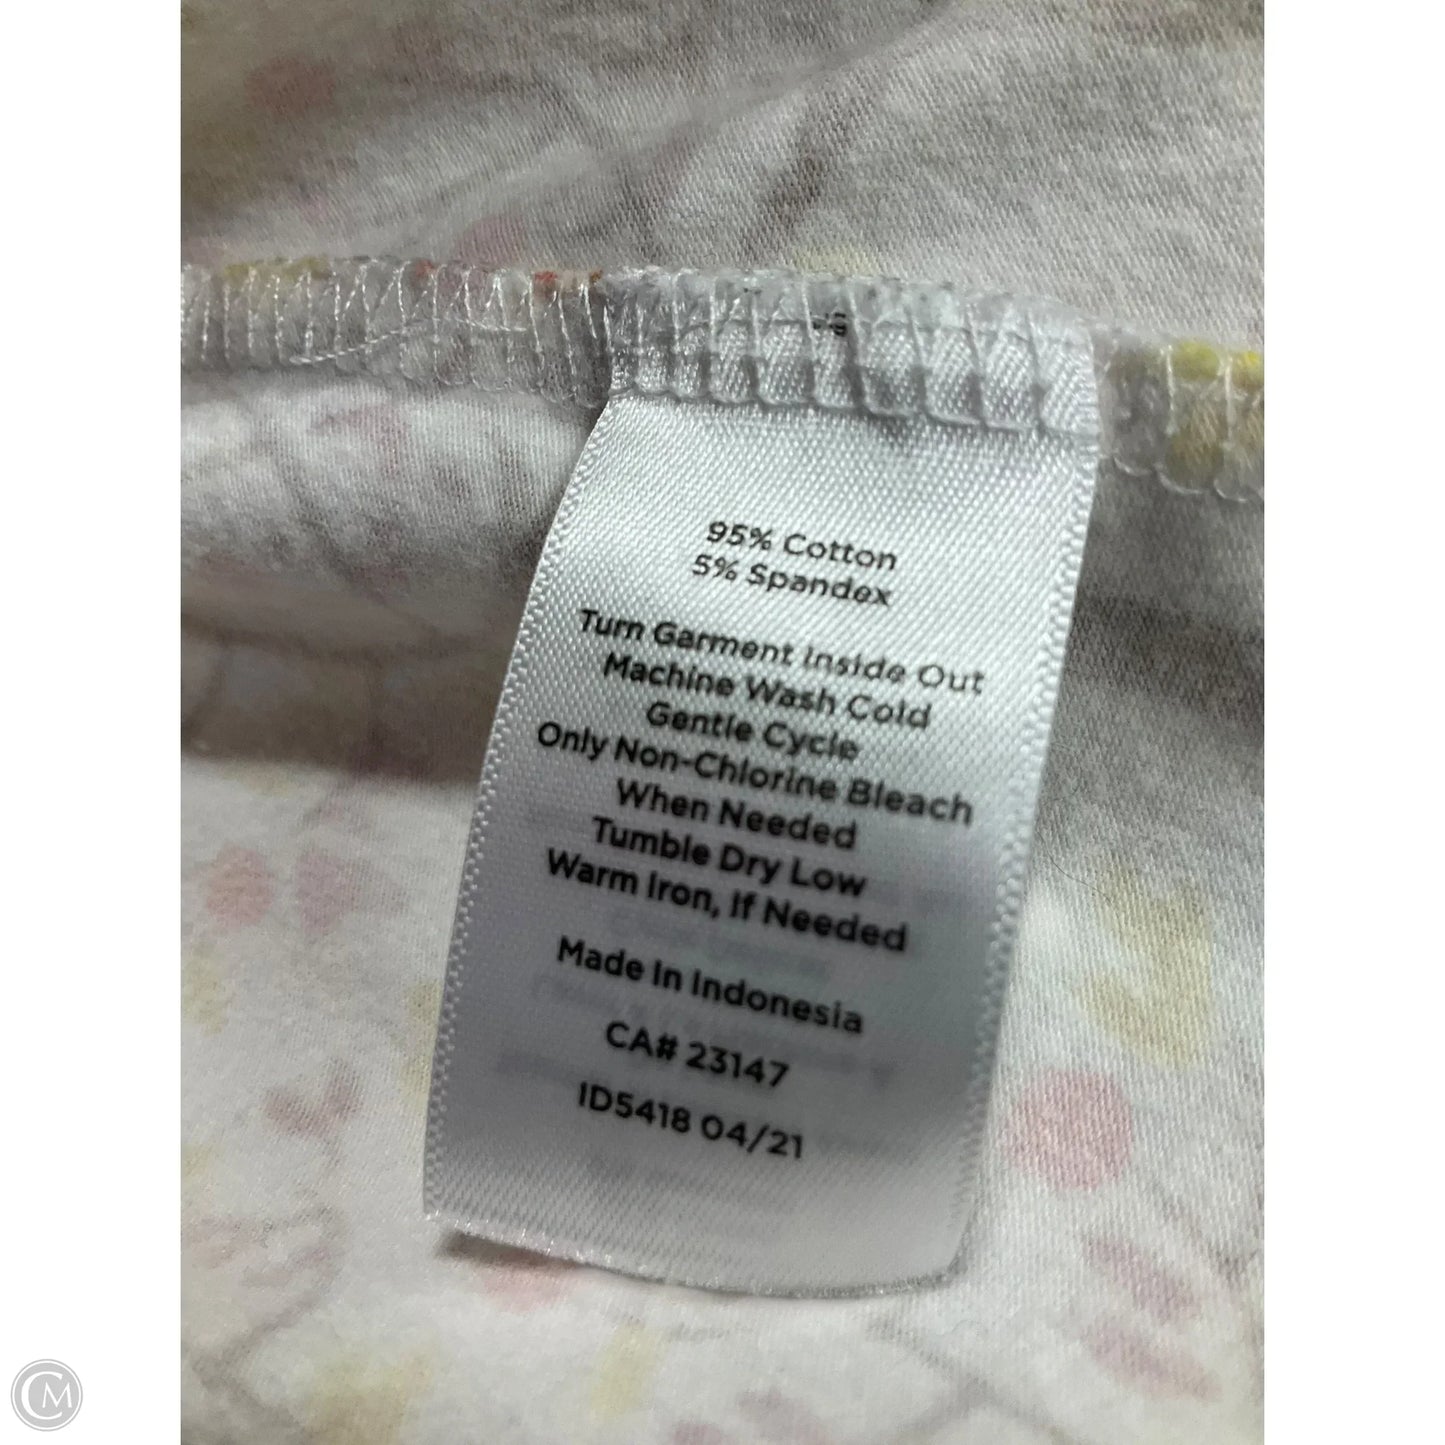 95% Cotton
5% Spandex
Turn Garment Inside Out
Machine Wash Cold
Gentle Cycle
Only Non-Chlorine Bleach
When Needed
Tumble Dry Low
Warm Iron, If Needed
Made In Indonesia
CA# 23147
ID5418 04/21
CM